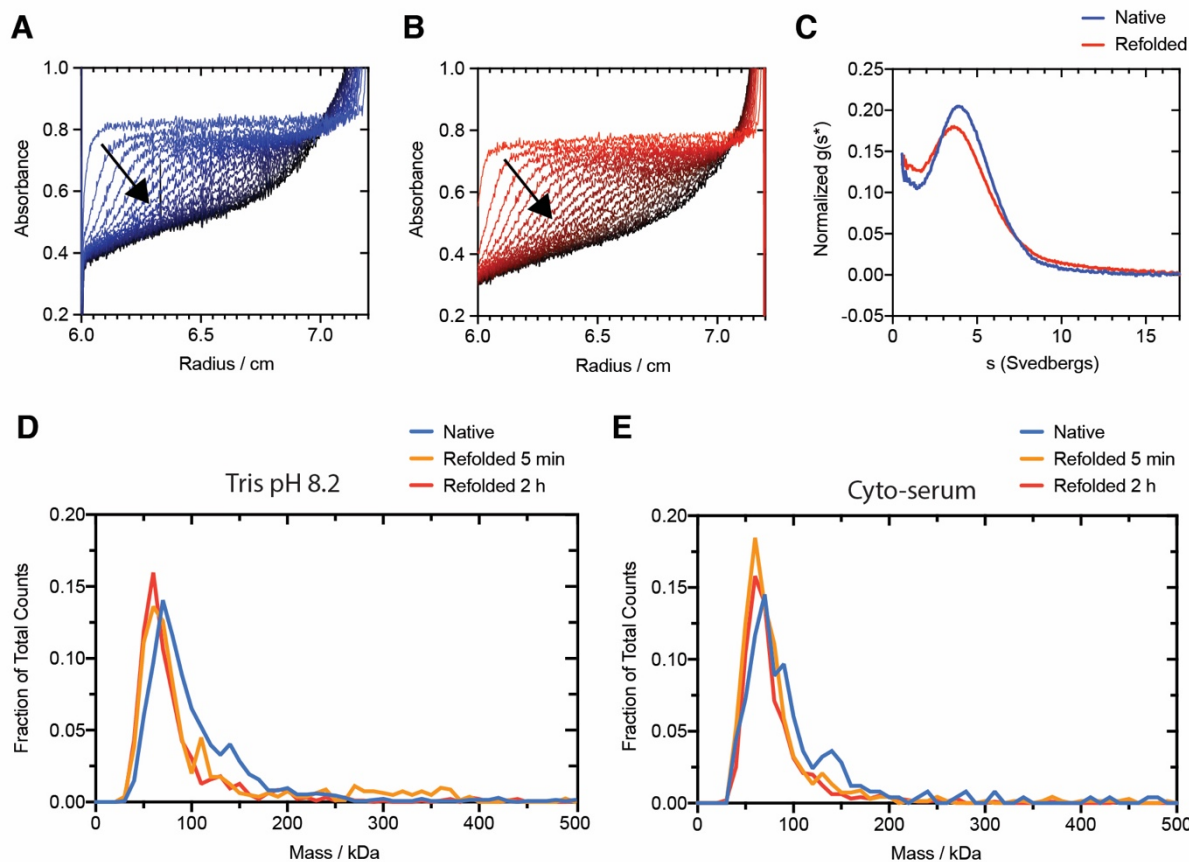 A
B
C
Native
Refolded
Absorbance
1.0
0.8
0.6
0.4
0.2
6.0 6.5 7.0
Radius / cm
Absorbance
1.0
0.8
0.6
0.4
0.2
6.0 6.5 7.0
Radius / cm
Normalized g(s*)
0.25
0.20
0.15
0.10
0.05
0.00
-0.05
0 5 10 15
s (Svedbergs)
D
Native
Refolded 5 min
Refolded 2 h
Tris pH 8.2
Fraction of Total Counts
0.20
0.15
0.10
0.05
0.00
0 100 200 300 400 500
Mass / kDa
E
Native
Refolded 5 min
Refolded 2 h
Cyto-serum
Fraction of Total Counts
0.20
0.15
0.10
0.05
0.00
0 100 200 300 400 500
Mass / kDa